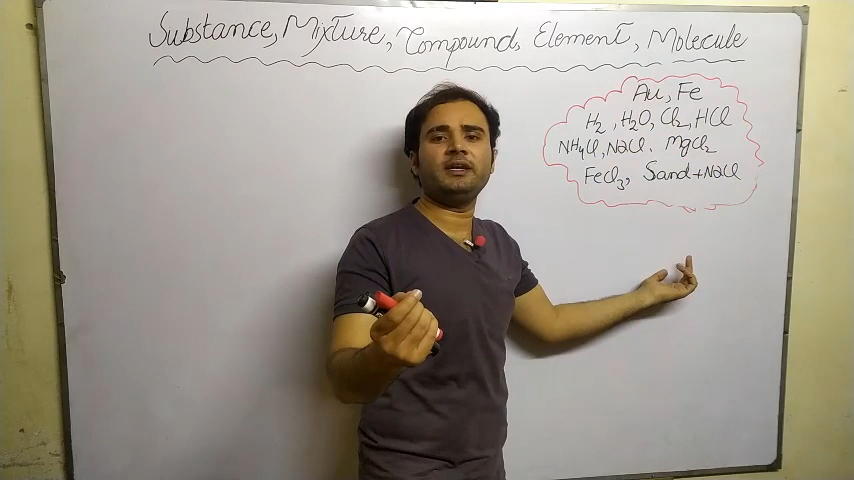 Substance, Mixture, Compound, Element, Molecule
Au, Fe
H₂, H₂O, Cl₂, HCl
NH₄Cl, NaCl. MgCl₂
FeCl₃, Sand+NaCl